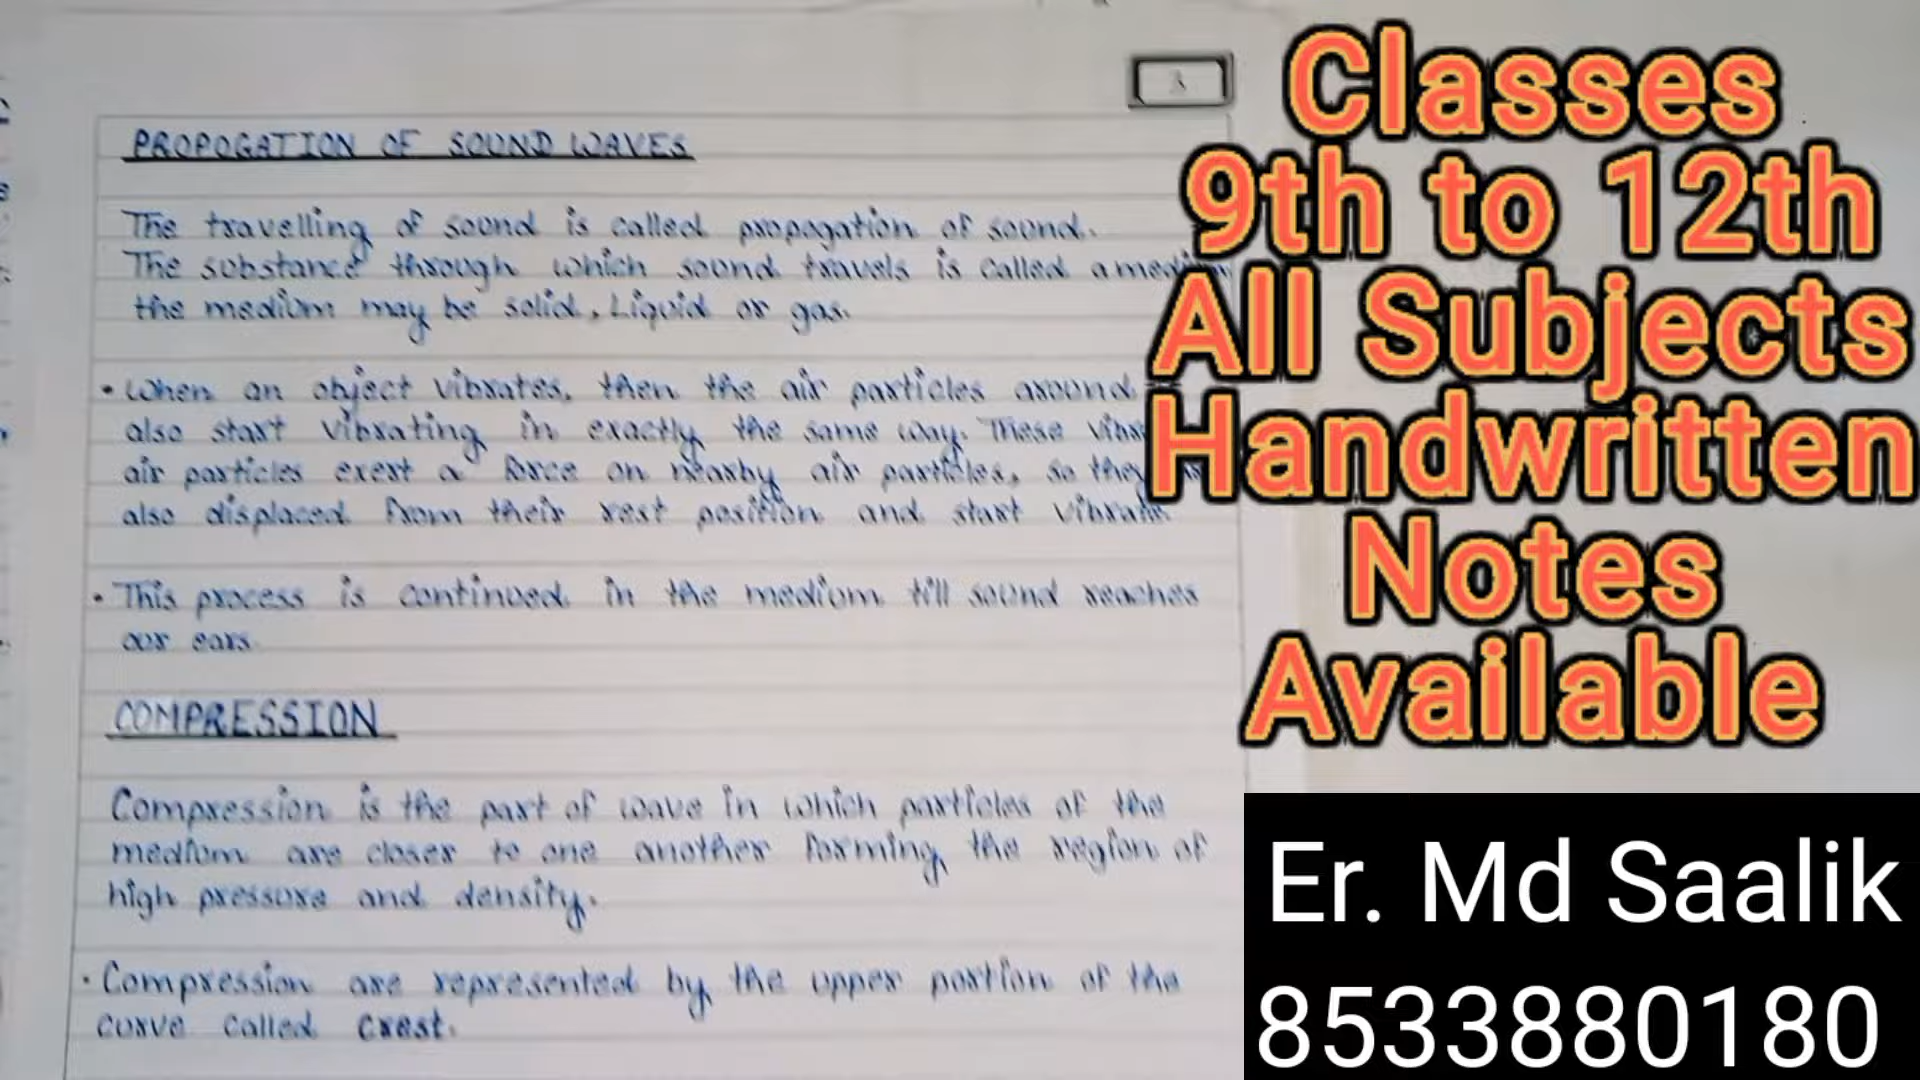 PROPOGATION OF SOUND WAVES
The travelling of sound is called propogation of sound.
The substance through which sound travels is called a
the medium may be solid, Liquid or gas.
• When an object vibrates, then the air particles around
also start vibrating in exactly the same way. These
air particles exert a force on nearby air particles, so they
also displaced from their rest position and start vibrate.
• This process is continued in the medium till sound reaches
our ears.
COMPRESSION
Compression is the part of wave in which particles of the
medium are closer to one another forming the region of
high pressure and density.
• Compression are represented by the upper portion of the
curve called crest.
Classes
9th to 12th
All Subjects
Handwritten
Notes
Available
Er. Md Saalik
8533880180